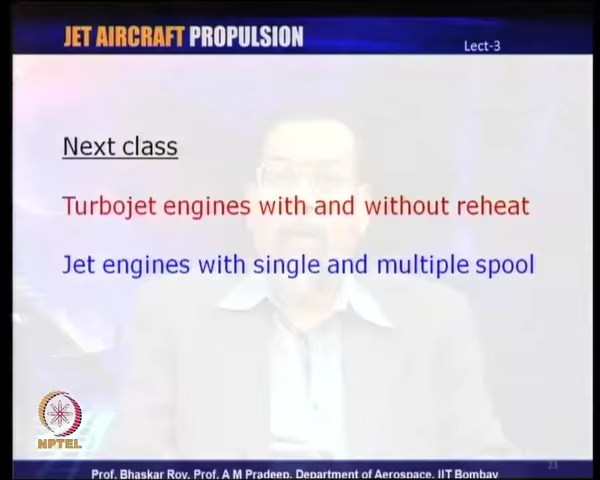 JET AIRCRAFT PROPULSION
Lect-3
Next class
Turbojet engines with and without reheat
Jet engines with single and multiple spool
NPTEL
23
Prof. Bhaskar Roy, Prof. A M Pradeep, Department of Aerospace, IIT Bombay